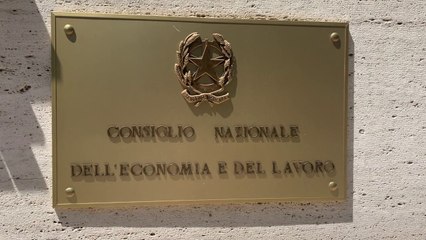 CONSIGLIO NAZIONALE
DELL'ECONOMIA E DEL LAVORO